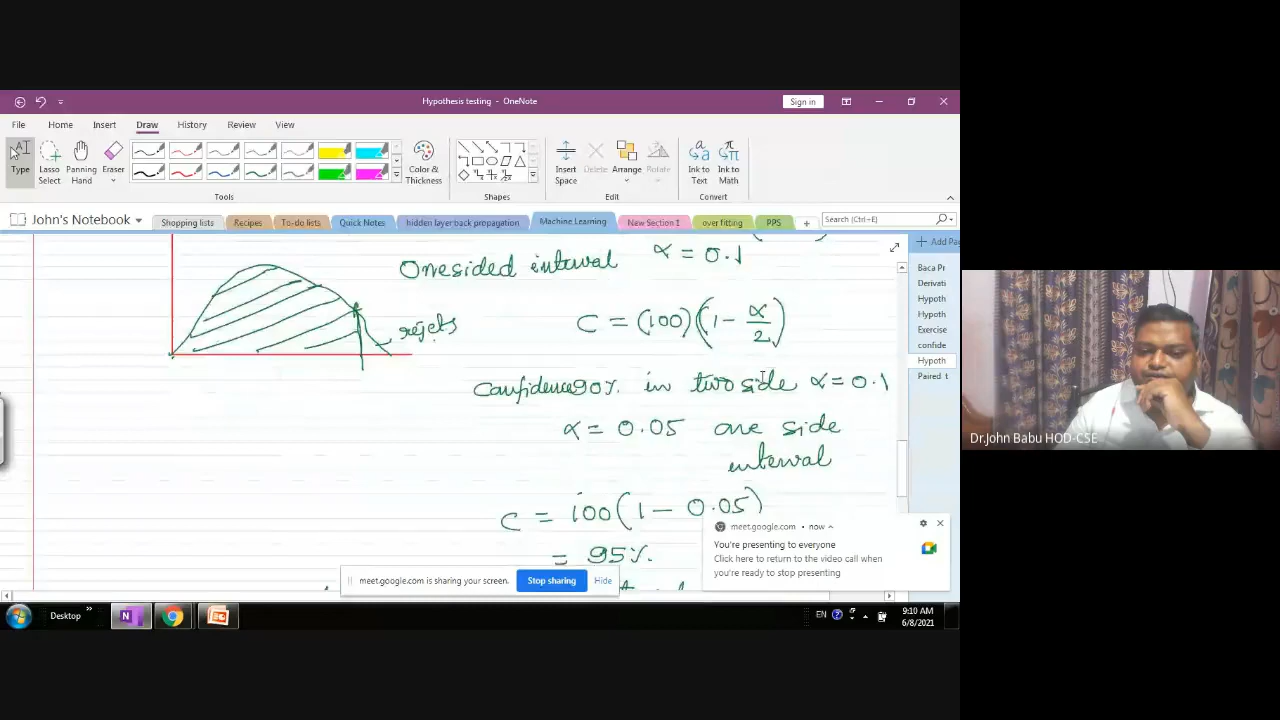 Hypothesis testing - OneNote
Sign in
File Home Insert Draw History Review View
Type
Lasso Select
Panning Hand
Eraser
Color & Thickness
Insert Space
Delete
Arrange
Rotate
Ink to Text
Ink to Math
Tools
Shapes
Edit
Convert
John's Notebook
Shopping lists Recipes To-do lists Quick Notes hidden layer back propagation Machine Learning New Section 1 over fitting PPS
Search (Ctrl+E)
Add Pa
Baca Pr
Derivati
Hypoth
Hypoth
Exercise
confide
Hypoth
Paired t
Onesided interval α = 0.1
C = (100)(1 - α/2)
rejets
Confidence 90% in two side α = 0.1
α = 0.05 one side
interval
C = 100(1 - 0.05)
= 95%
meet.google.com • now
You're presenting to everyone
Click here to return to the video call when
you're ready to stop presenting
meet.google.com is sharing your screen.
Stop sharing
Hide
Dr.John Babu HOD-CSE
Desktop
EN
9:10 AM
6/8/2021